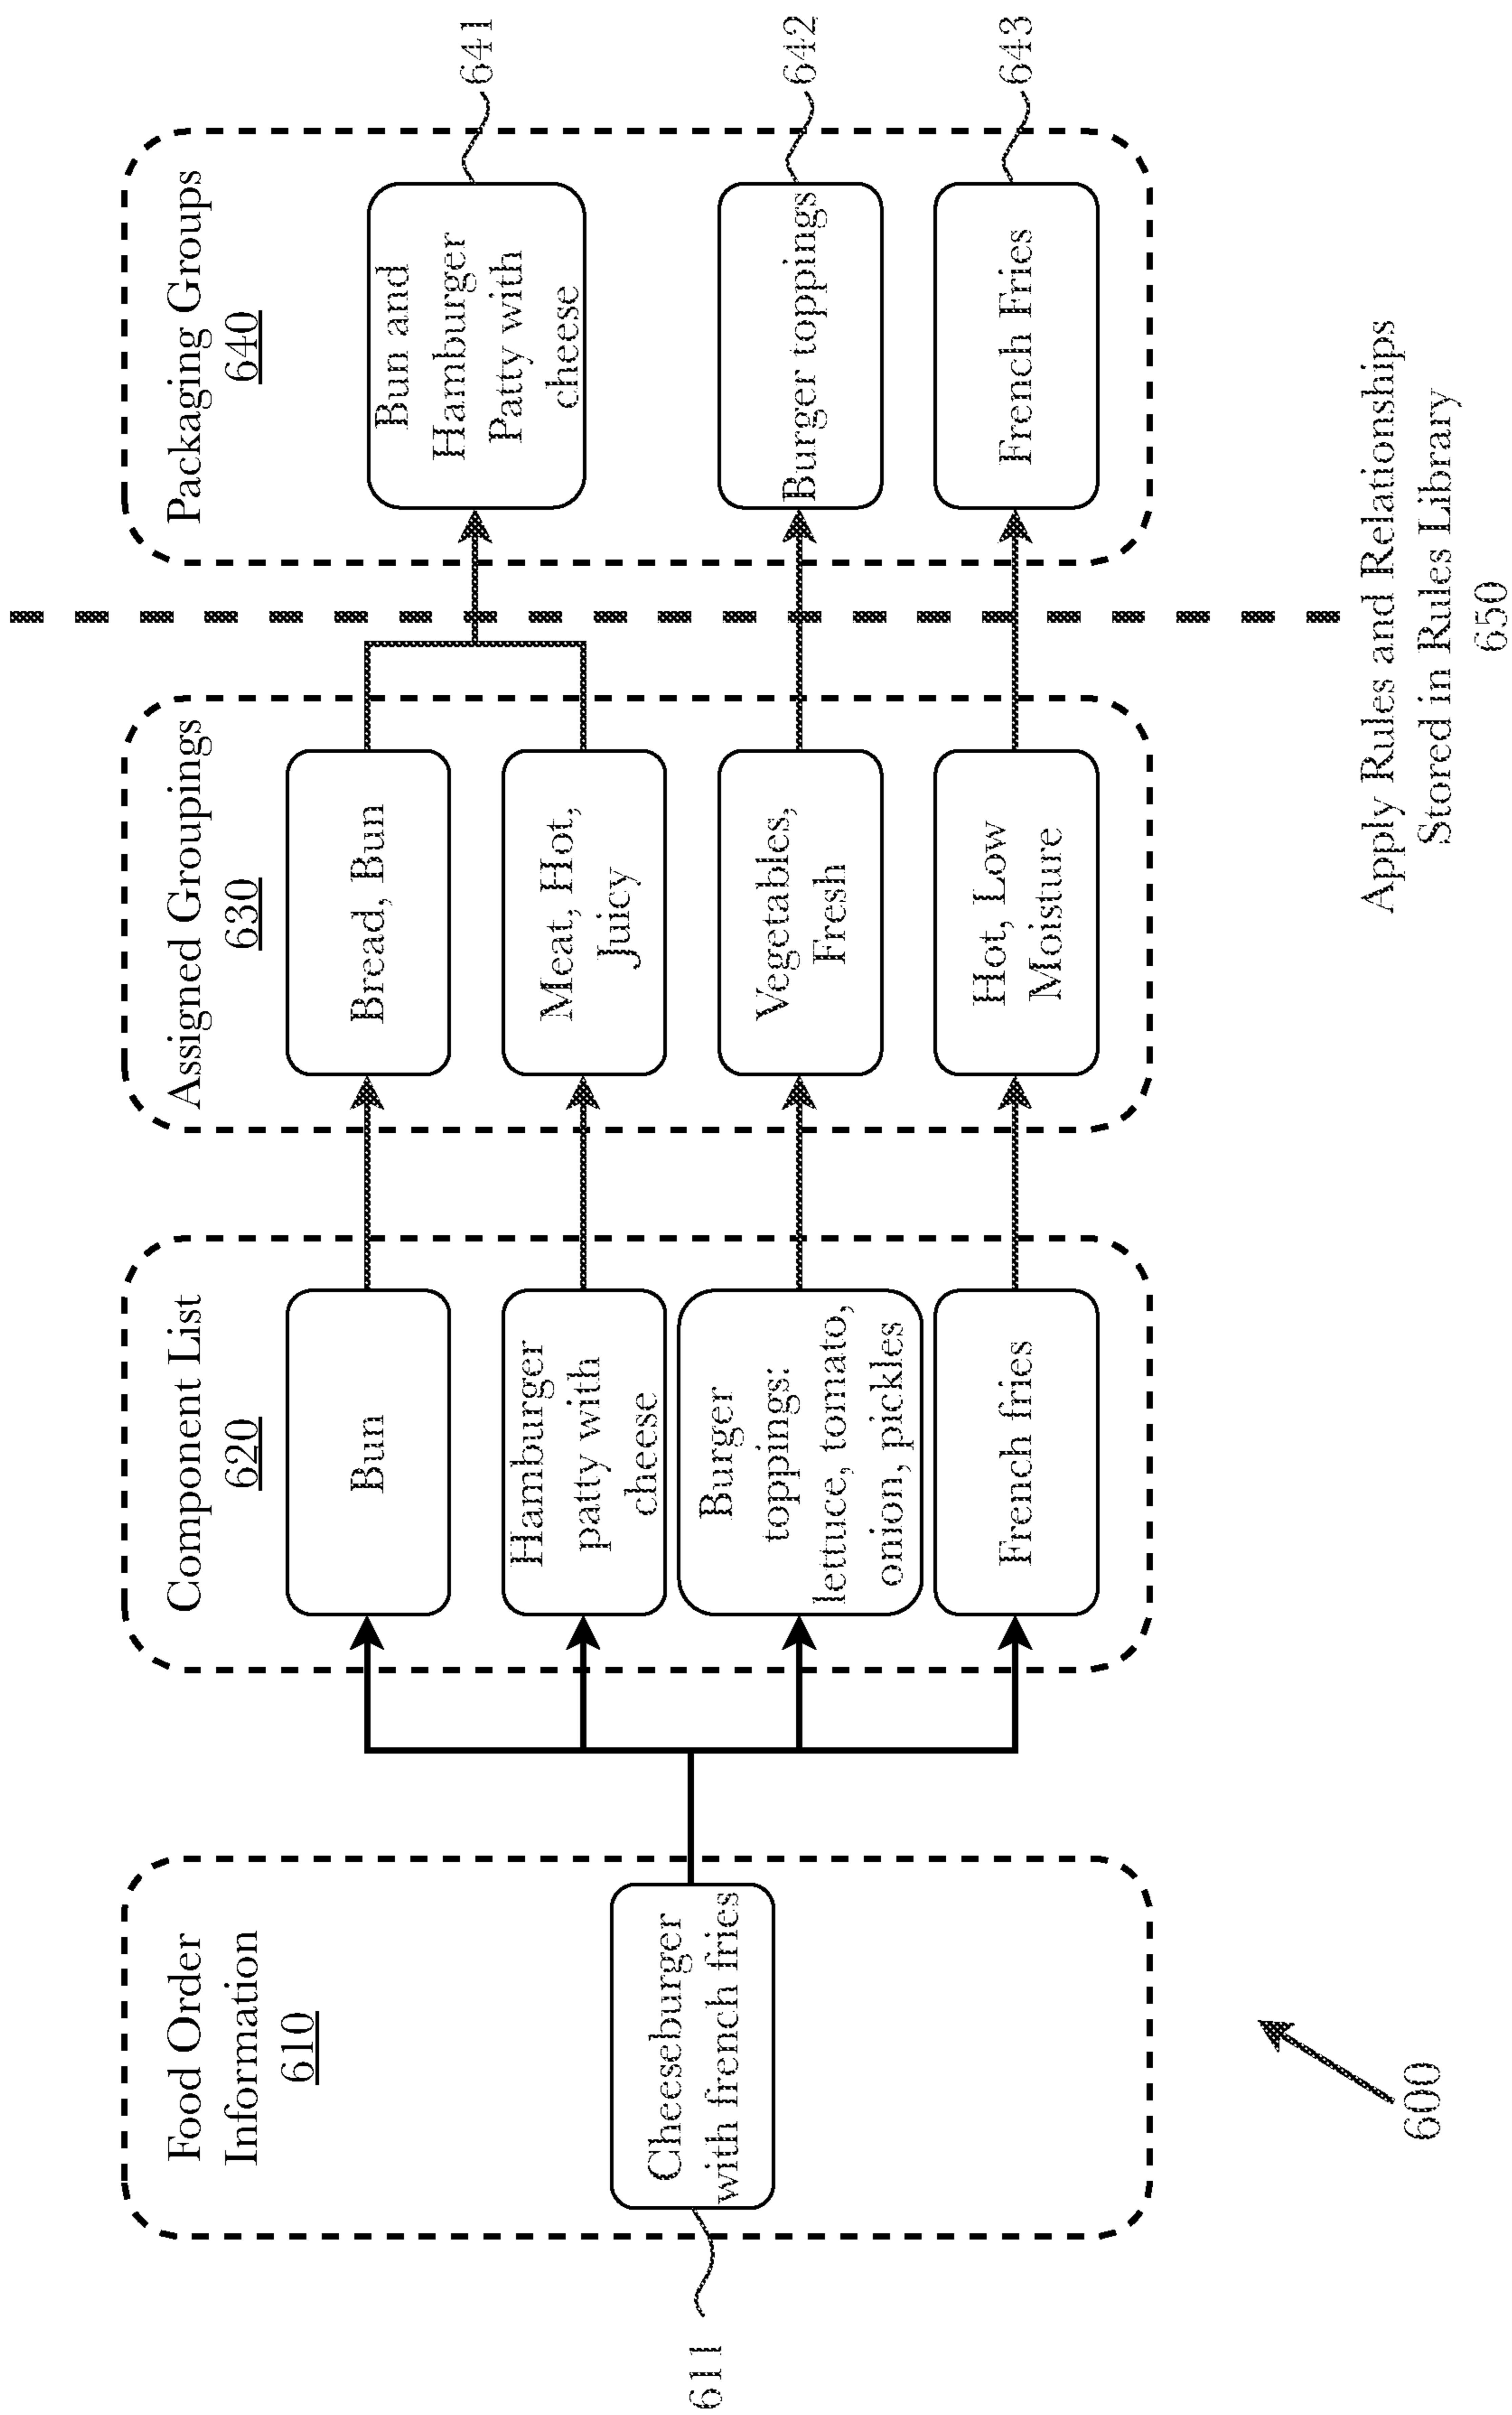 Food Order
Information
610
Cheeseburger
with french fries
611
600
Component List
620
Bun
Hamburger
patty with
cheese
Burger
toppings:
lettuce, tomato,
onion, pickles
French fries
Assigned Groupings
630
Bread, Bun
Meat, Hot,
Juicy
Vegetables,
Fresh
Hot, Low
Moisture
Packaging Groups
640
Bun and
Hamburger
Patty with
cheese
641
Burger toppings
642
French Fries
643
Apply Rules and Relationships
Stored in Rules Library
650